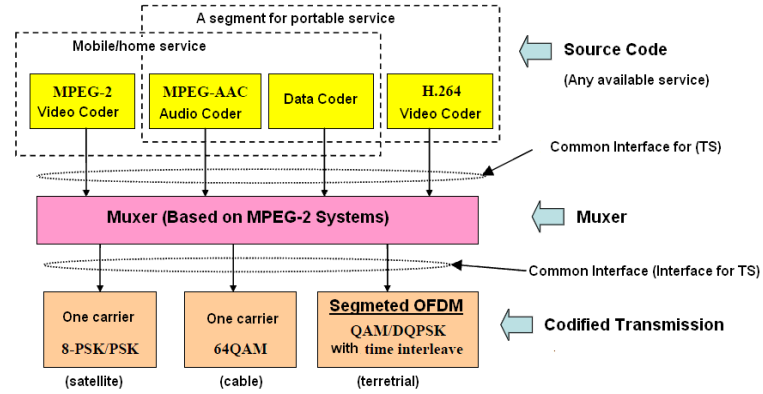 A segment for portable service
Mobile/home service
Source Code
(Any available service)
MPEG-2
Video Coder
MPEG-AAC
Audio Coder
Data Coder
H.264
Video Coder
Common Interface for (TS)
Muxer (Based on MPEG-2 Systems)
Muxer
Common Interface (Interface for TS)
One carrier
8-PSK/PSK
One carrier
64QAM
Segmeted OFDM
QAM/DQPSK
with time interleave
Codified Transmission
(satellite)
(cable)
(terretrial)